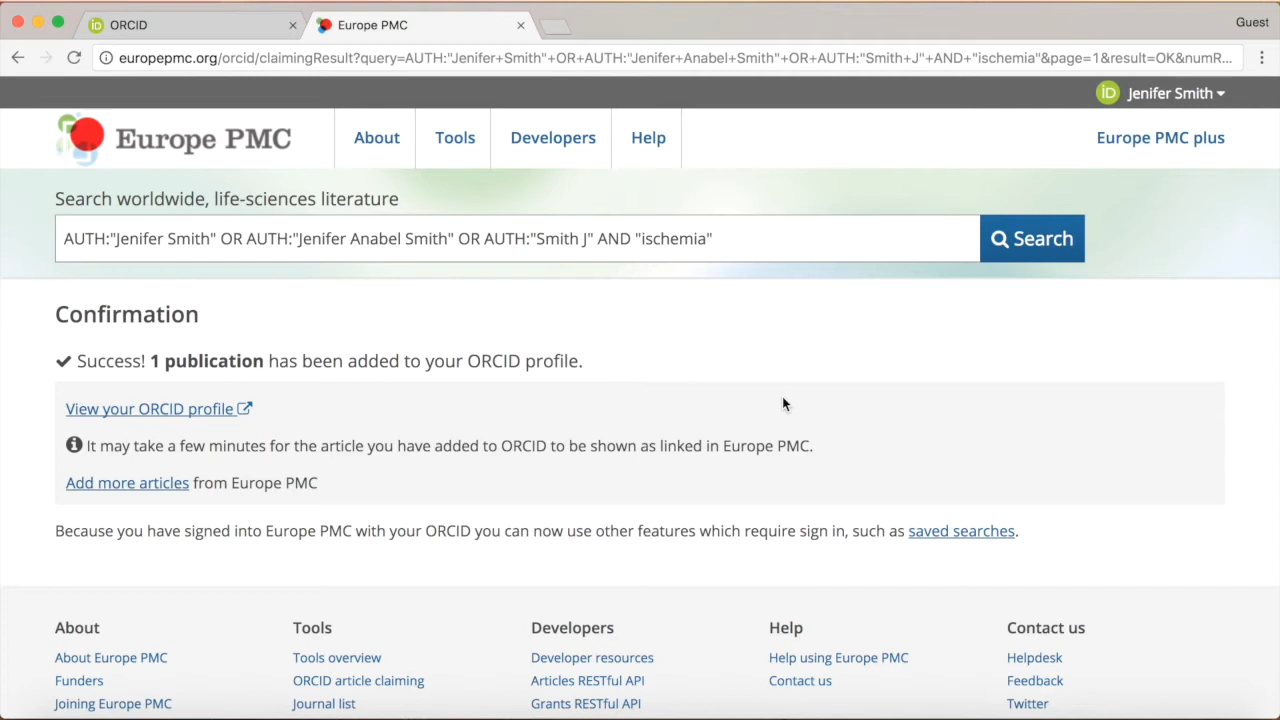 ORCID
Europe PMC
Guest
europepmc.org/orcid/claimingResult?query=AUTH:"Jenifer+Smith"+OR+AUTH:"Jenifer+Anabel+Smith"+OR+AUTH:"Smith+J"+AND+"ischemia"&page=1&result=OK&numR...
iD Jenifer Smith
Europe PMC
About
Tools
Developers
Help
Europe PMC plus
Search worldwide, life-sciences literature
AUTH:"Jenifer Smith" OR AUTH:"Jenifer Anabel Smith" OR AUTH:"Smith J" AND "ischemia"
Search
Confirmation
Success! 1 publication has been added to your ORCID profile.
View your ORCID profile
It may take a few minutes for the article you have added to ORCID to be shown as linked in Europe PMC.
Add more articles from Europe PMC
Because you have signed into Europe PMC with your ORCID you can now use other features which require sign in, such as saved searches.
About
Tools
Developers
Help
Contact us
About Europe PMC
Tools overview
Developer resources
Help using Europe PMC
Helpdesk
Funders
ORCID article claiming
Articles RESTful API
Contact us
Feedback
Joining Europe PMC
Journal list
Grants RESTful API
Twitter